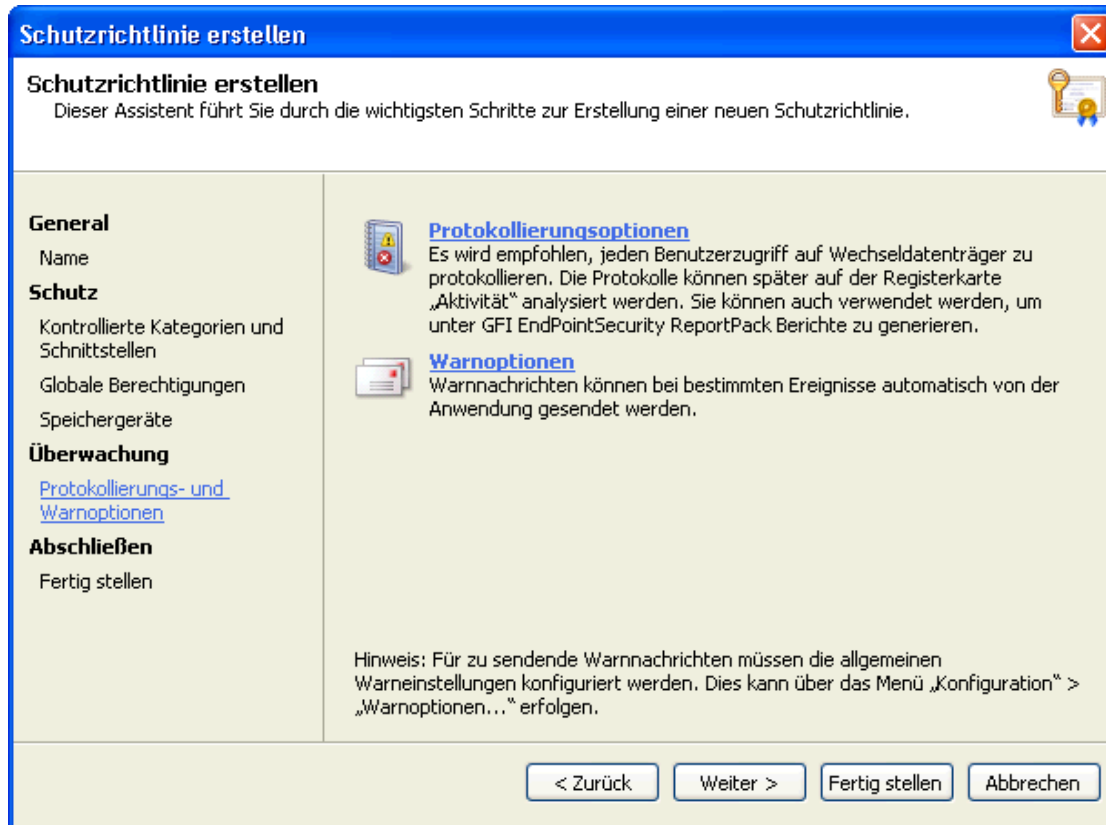 Schutzrichtlinie erstellen
Schutzrichtlinie erstellen
Dieser Assistent führt Sie durch die wichtigsten Schritte zur Erstellung einer neuen Schutzrichtlinie.
General
Name
Schutz
Kontrollierte Kategorien und
Schnittstellen
Globale Berechtigungen
Speichergeräte
Überwachung
Protokollierungs- und
Warnoptionen
Abschließen
Fertig stellen
Protokollierungsoptionen
Es wird empfohlen, jeden Benutzerzugriff auf Wechseldatenträger zu
protokollieren. Die Protokolle können später auf der Registerkarte
„Aktivität“ analysiert werden. Sie können auch verwendet werden, um
unter GFI EndPointSecurity ReportPack Berichte zu generieren.
Warnoptionen
Warnnachrichten können bei bestimmten Ereignisse automatisch von der
Anwendung gesendet werden.
Hinweis: Für zu sendende Warnnachrichten müssen die allgemeinen
Warneinstellungen konfiguriert werden. Dies kann über das Menü „Konfiguration“ >
„Warnoptionen...“ erfolgen.
< Zurück
Weiter >
Fertig stellen
Abbrechen